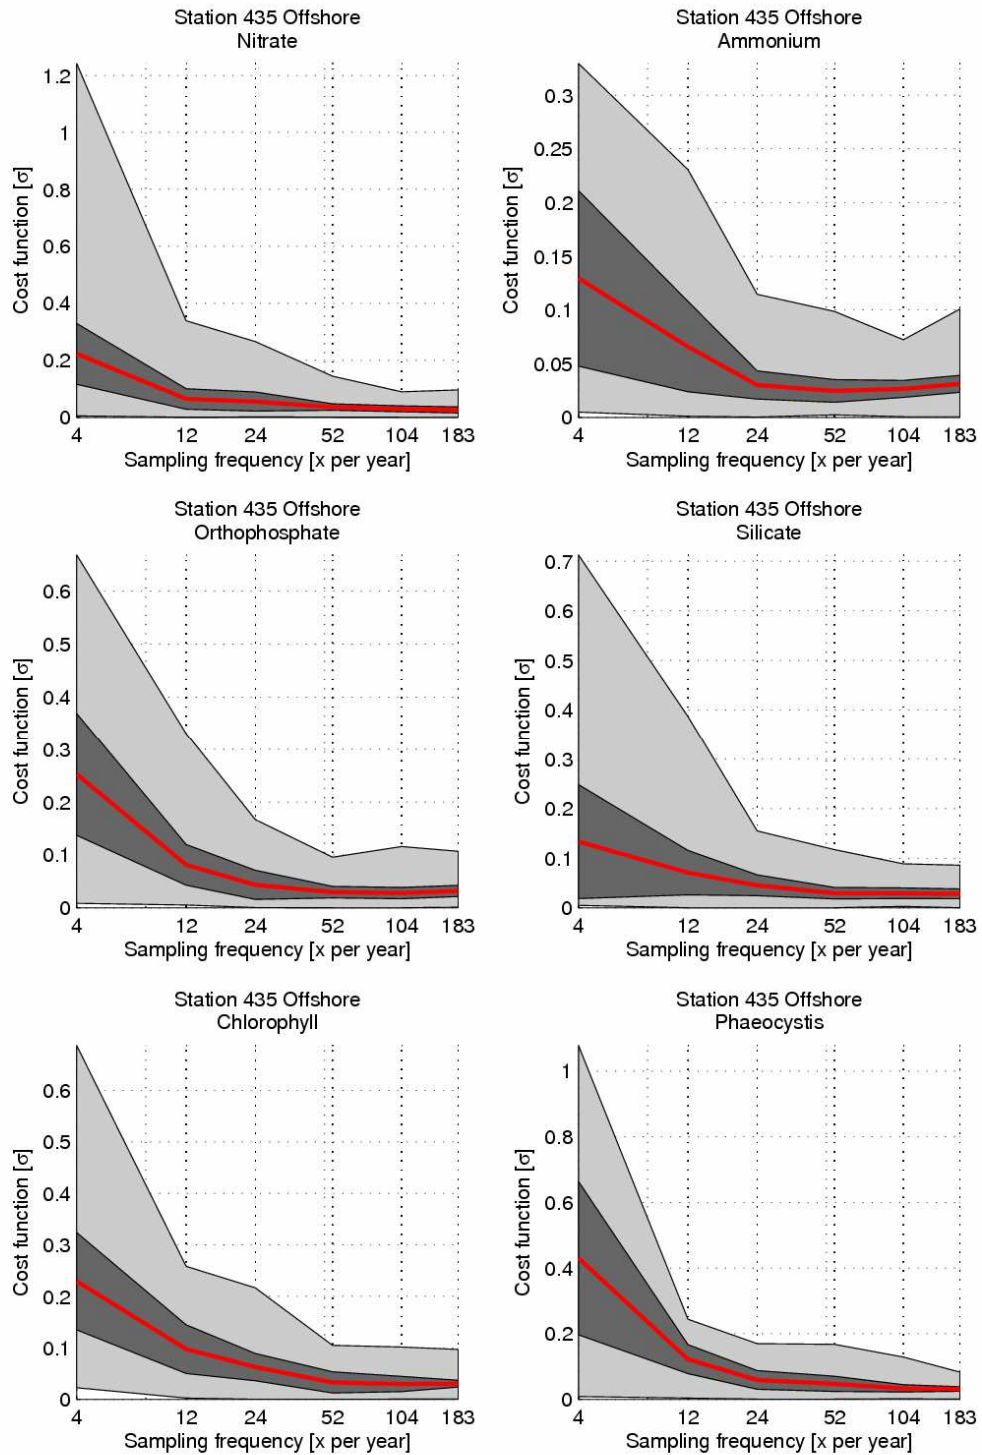 Station 435 Offshore
Nitrate
Cost function [σ]
1.2
1
0.8
0.6
0.4
0.2
0
4 12 24 52 104 183
Sampling frequency [x per year]
Station 435 Offshore
Ammonium
Cost function [σ]
0.3
0.25
0.2
0.15
0.1
0.05
0
4 12 24 52 104 183
Sampling frequency [x per year]
Station 435 Offshore
Orthophosphate
Cost function [σ]
0.6
0.5
0.4
0.3
0.2
0.1
0
4 12 24 52 104 183
Sampling frequency [x per year]
Station 435 Offshore
Silicate
Cost function [σ]
0.7
0.6
0.5
0.4
0.3
0.2
0.1
0
4 12 24 52 104 183
Sampling frequency [x per year]
Station 435 Offshore
Chlorophyll
Cost function [σ]
0.6
0.5
0.4
0.3
0.2
0.1
0
4 12 24 52 104 183
Sampling frequency [x per year]
Station 435 Offshore
Phaeocystis
Cost function [σ]
1
0.8
0.6
0.4
0.2
0
4 12 24 52 104 183
Sampling frequency [x per year]